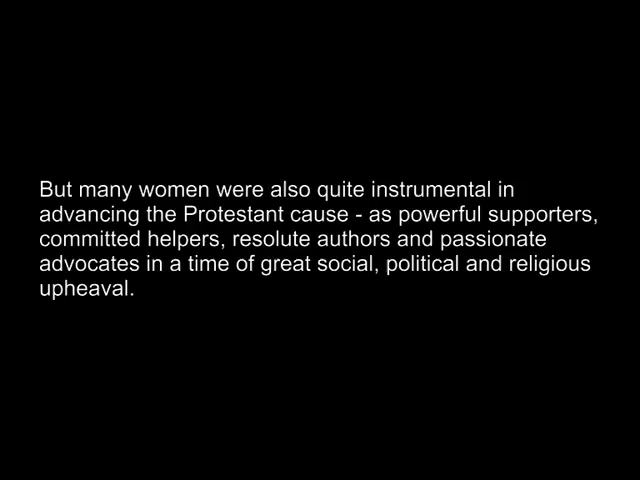 But many women were also quite instrumental in
advancing the Protestant cause - as powerful supporters,
committed helpers, resolute authors and passionate
advocates in a time of great social, political and religious
upheaval.